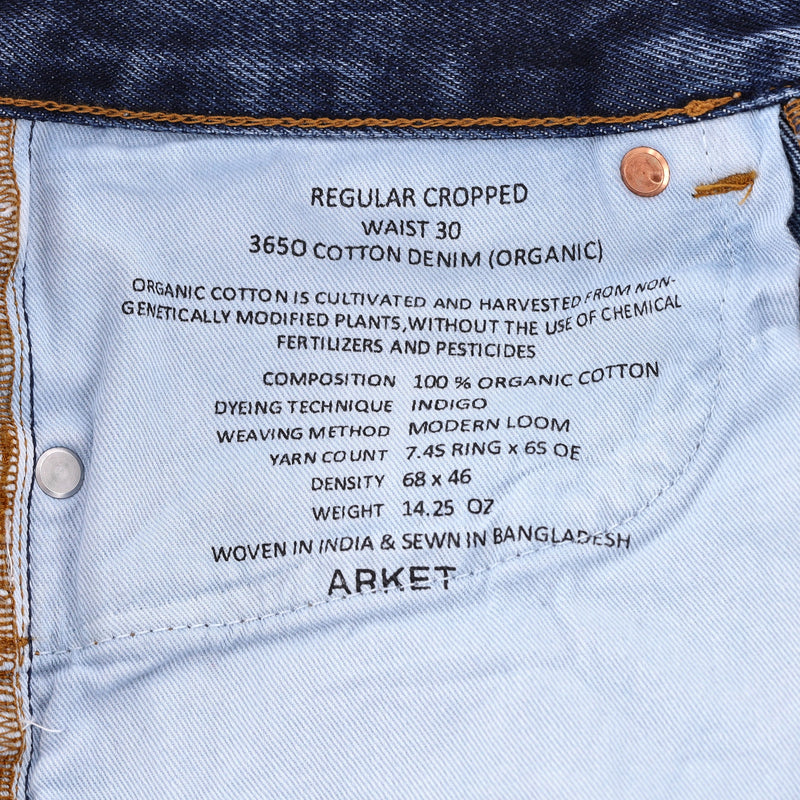 REGULAR CROPPED
WAIST 30
3650 COTTON DENIM (ORGANIC)
ORGANIC COTTON IS CULTIVATED AND HARVESTED FROM NON-
GENETICALLY MODIFIED PLANTS,WITHOUT THE USE OF CHEMICAL
FERTILIZERS AND PESTICIDES
COMPOSITION 100 % ORGANIC COTTON
DYEING TECHNIQUE INDIGO
WEAVING METHOD MODERN LOOM
YARN COUNT 7.45 RING x 65 OE
DENSITY 68 x 46
WEIGHT 14.25 OZ
WOVEN IN INDIA & SEWN IN BANGLADESH
ARKET